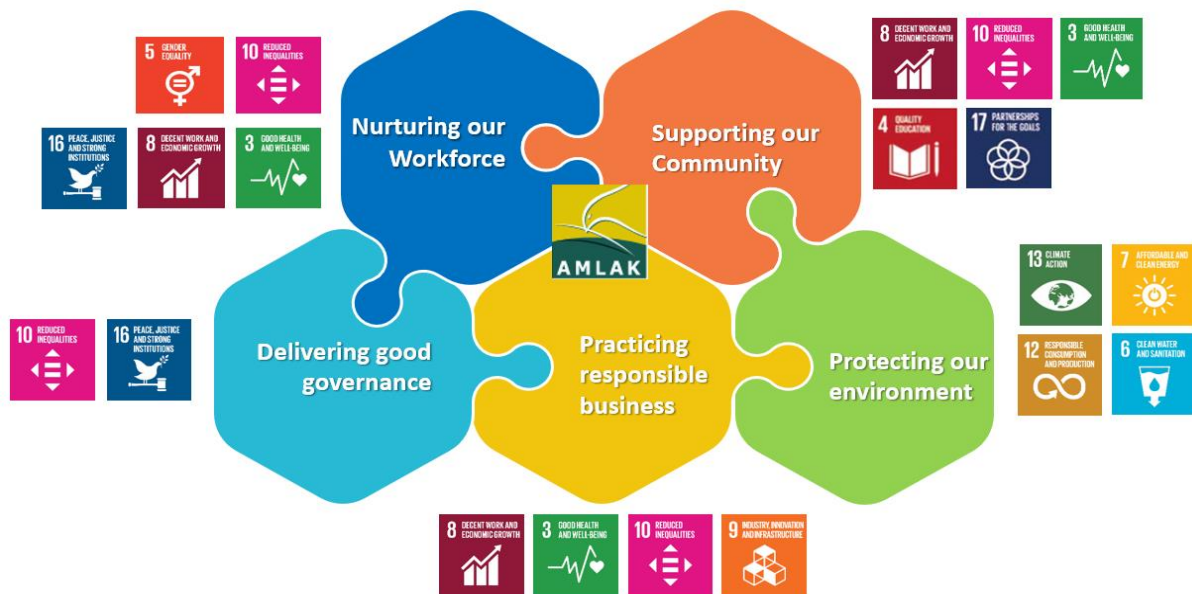 5 GENDER
EQUALITY
10 REDUCED
INEQUALITIES
16 PEACE, JUSTICE
AND STRONG
INSTITUTIONS
8 DECENT WORK AND
ECONOMIC GROWTH
3 GOOD HEALTH
AND WELL-BEING
Nurturing our
Workforce
Supporting our
Community
8 DECENT WORK AND
ECONOMIC GROWTH
10 REDUCED
INEQUALITIES
3 GOOD HEALTH
AND WELL-BEING
4 QUALITY
EDUCATION
17 PARTNERSHIPS
FOR THE GOALS
AMLAK
10 REDUCED
INEQUALITIES
16 PEACE, JUSTICE
AND STRONG
INSTITUTIONS
Delivering good
governance
Practicing
responsible
business
Protecting our
environment
13 CLIMATE
ACTION
7 AFFORDABLE AND
CLEAN ENERGY
12 RESPONSIBLE
CONSUMPTION
AND PRODUCTION
6 CLEAN WATER
AND SANITATION
8 DECENT WORK AND
ECONOMIC GROWTH
3 GOOD HEALTH
AND WELL-BEING
10 REDUCED
INEQUALITIES
9 INDUSTRY, INNOVATION
AND INFRASTRUCTURE